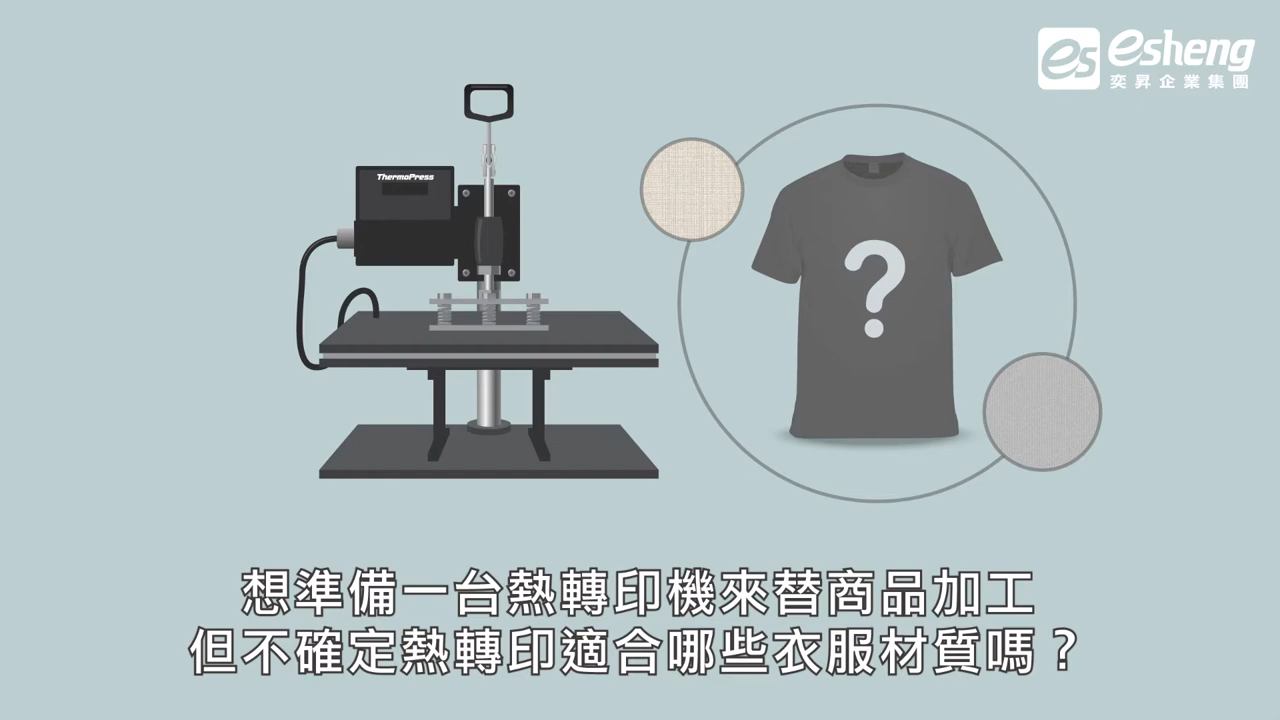 es esheng
奕昇企業集團
ThermoPress
?
想準備一台熱轉印機來替商品加工
但不確定熱轉印適合哪些衣服材質嗎？